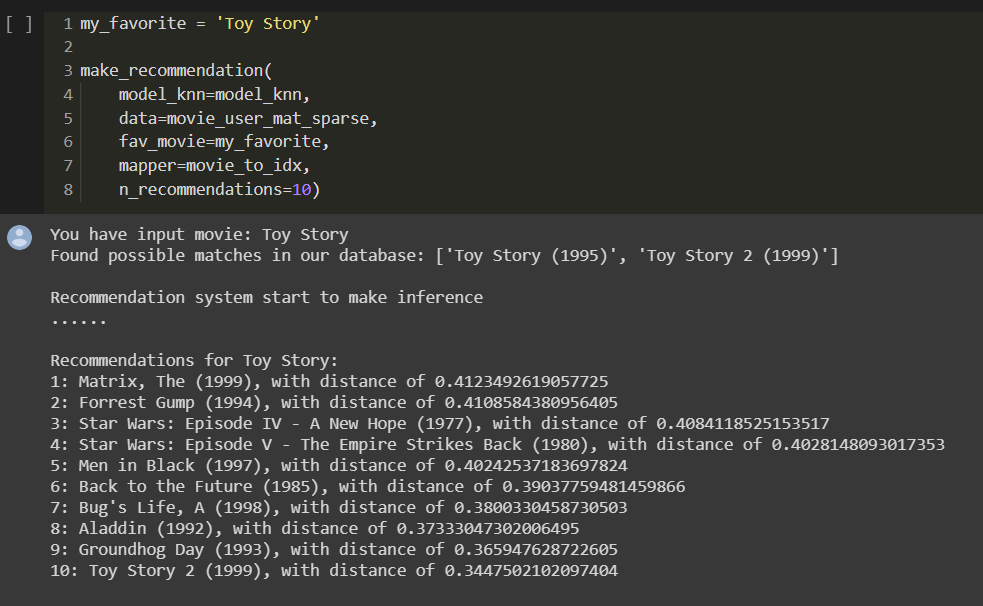 [ ]
1 my_favorite = 'Toy Story'
2
3 make_recommendation(
4     model_knn=model_knn,
5     data=movie_user_mat_sparse,
6     fav_movie=my_favorite,
7     mapper=movie_to_idx,
8     n_recommendations=10)
You have input movie: Toy Story
Found possible matches in our database: ['Toy Story (1995)', 'Toy Story 2 (1999)']
Recommendation system start to make inference
......
Recommendations for Toy Story:
1: Matrix, The (1999), with distance of 0.4123492619057725
2: Forrest Gump (1994), with distance of 0.4108584380956405
3: Star Wars: Episode IV - A New Hope (1977), with distance of 0.4084118525153517
4: Star Wars: Episode V - The Empire Strikes Back (1980), with distance of 0.4028148093017353
5: Men in Black (1997), with distance of 0.40242537183697824
6: Back to the Future (1985), with distance of 0.39037759481459866
7: Bug's Life, A (1998), with distance of 0.3800330458730503
8: Aladdin (1992), with distance of 0.37333047302006495
9: Groundhog Day (1993), with distance of 0.365947628722605
10: Toy Story 2 (1999), with distance of 0.3447502102097404